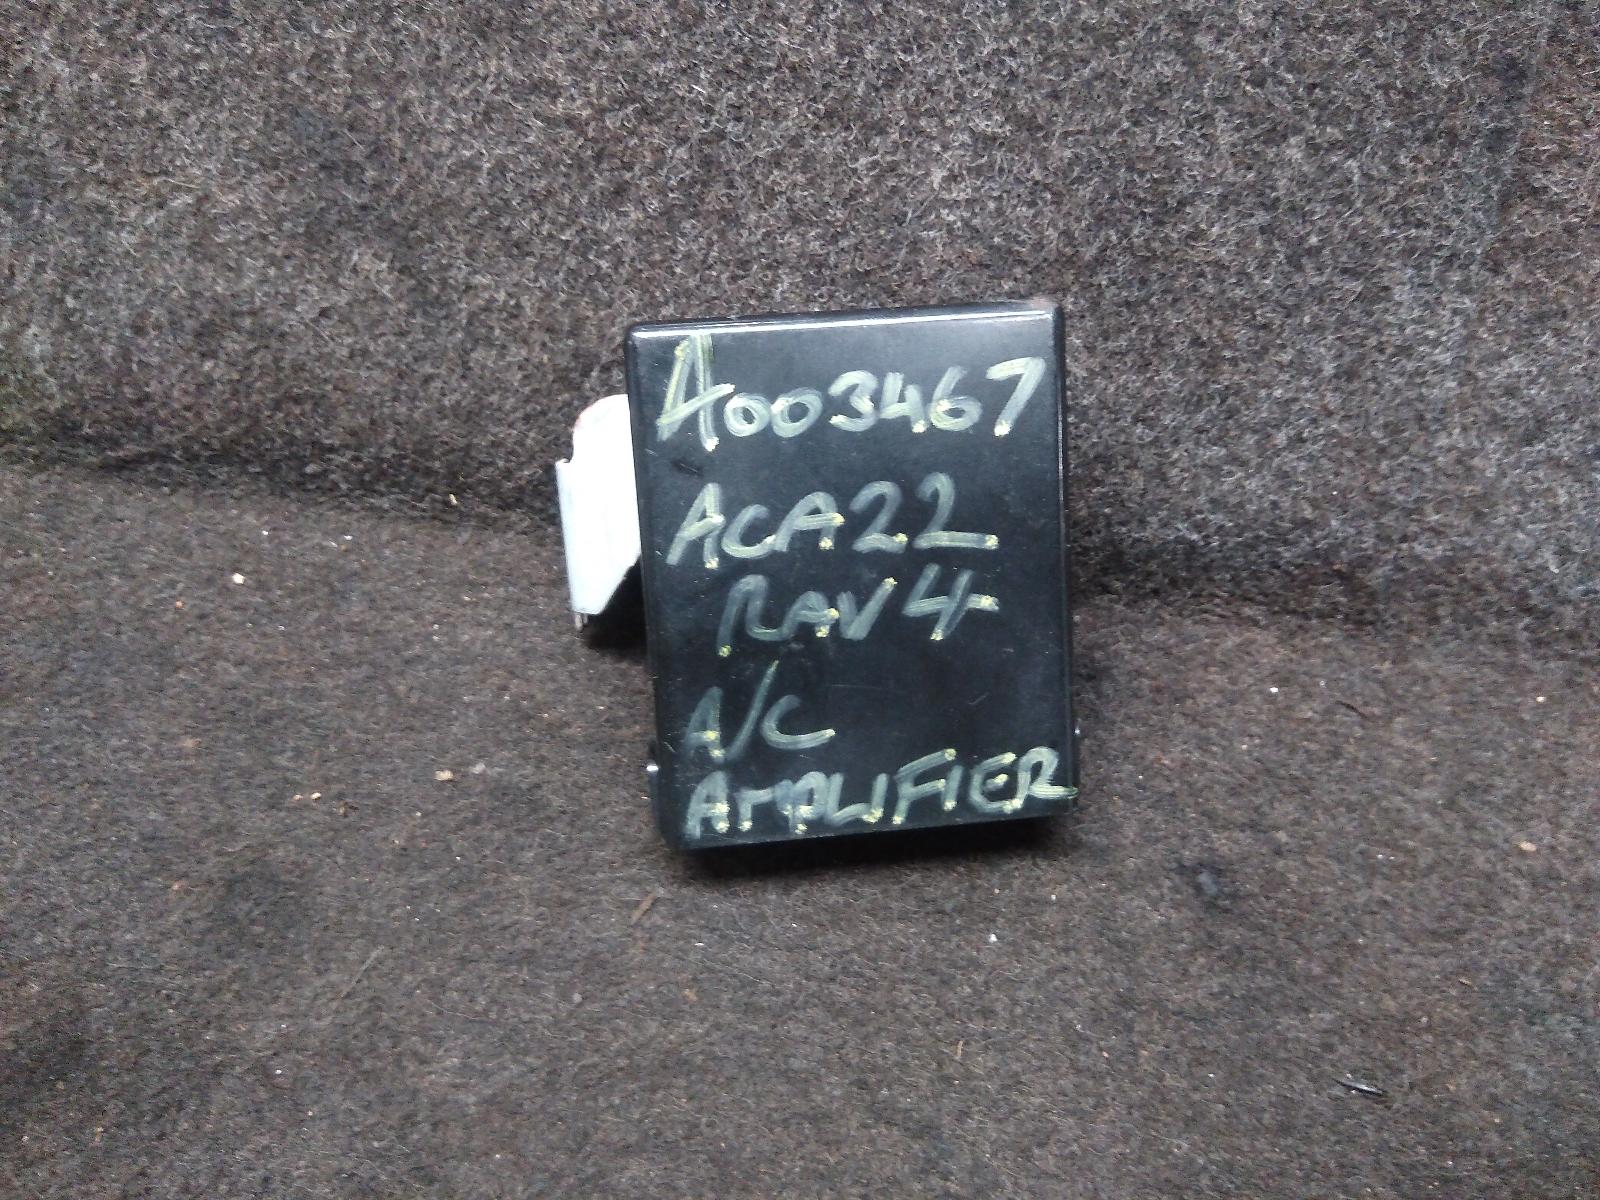 A003467
ACA22
RAV4
A/C
AMPLIFIER